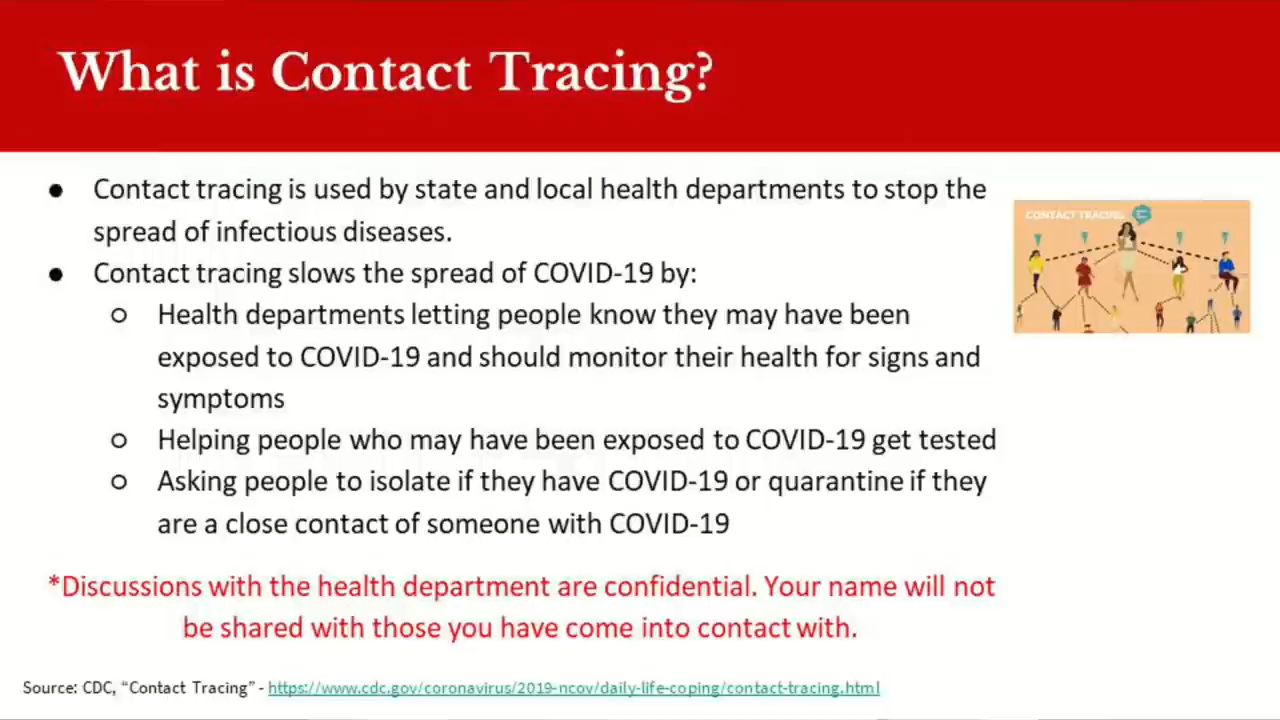 What is Contact Tracing?
● Contact tracing is used by state and local health departments to stop the
spread of infectious diseases.
● Contact tracing slows the spread of COVID-19 by:
○ Health departments letting people know they may have been
exposed to COVID-19 and should monitor their health for signs and
symptoms
○ Helping people who may have been exposed to COVID-19 get tested
○ Asking people to isolate if they have COVID-19 or quarantine if they
are a close contact of someone with COVID-19
CONTACT TRACING
*Discussions with the health department are confidential. Your name will not
be shared with those you have come into contact with.
Source: CDC, “Contact Tracing” - https://www.cdc.gov/coronavirus/2019-ncov/daily-life-coping/contact-tracing.html